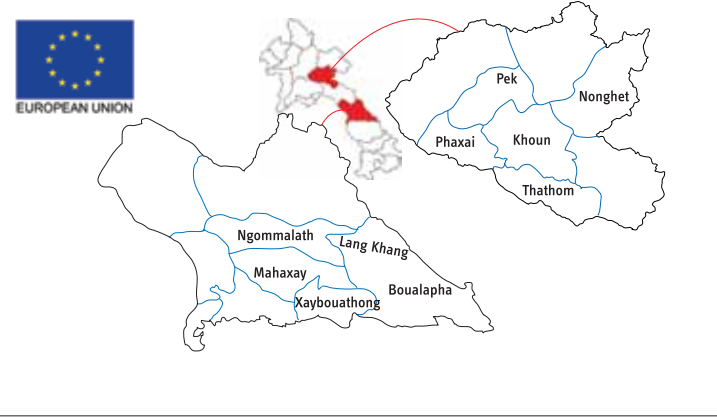 EUROPEAN UNION
Pek
Nonghet
Phaxai
Khoun
Thathom
Ngommalath
Lang Khang
Mahaxay
Boualapha
Xaybouathong